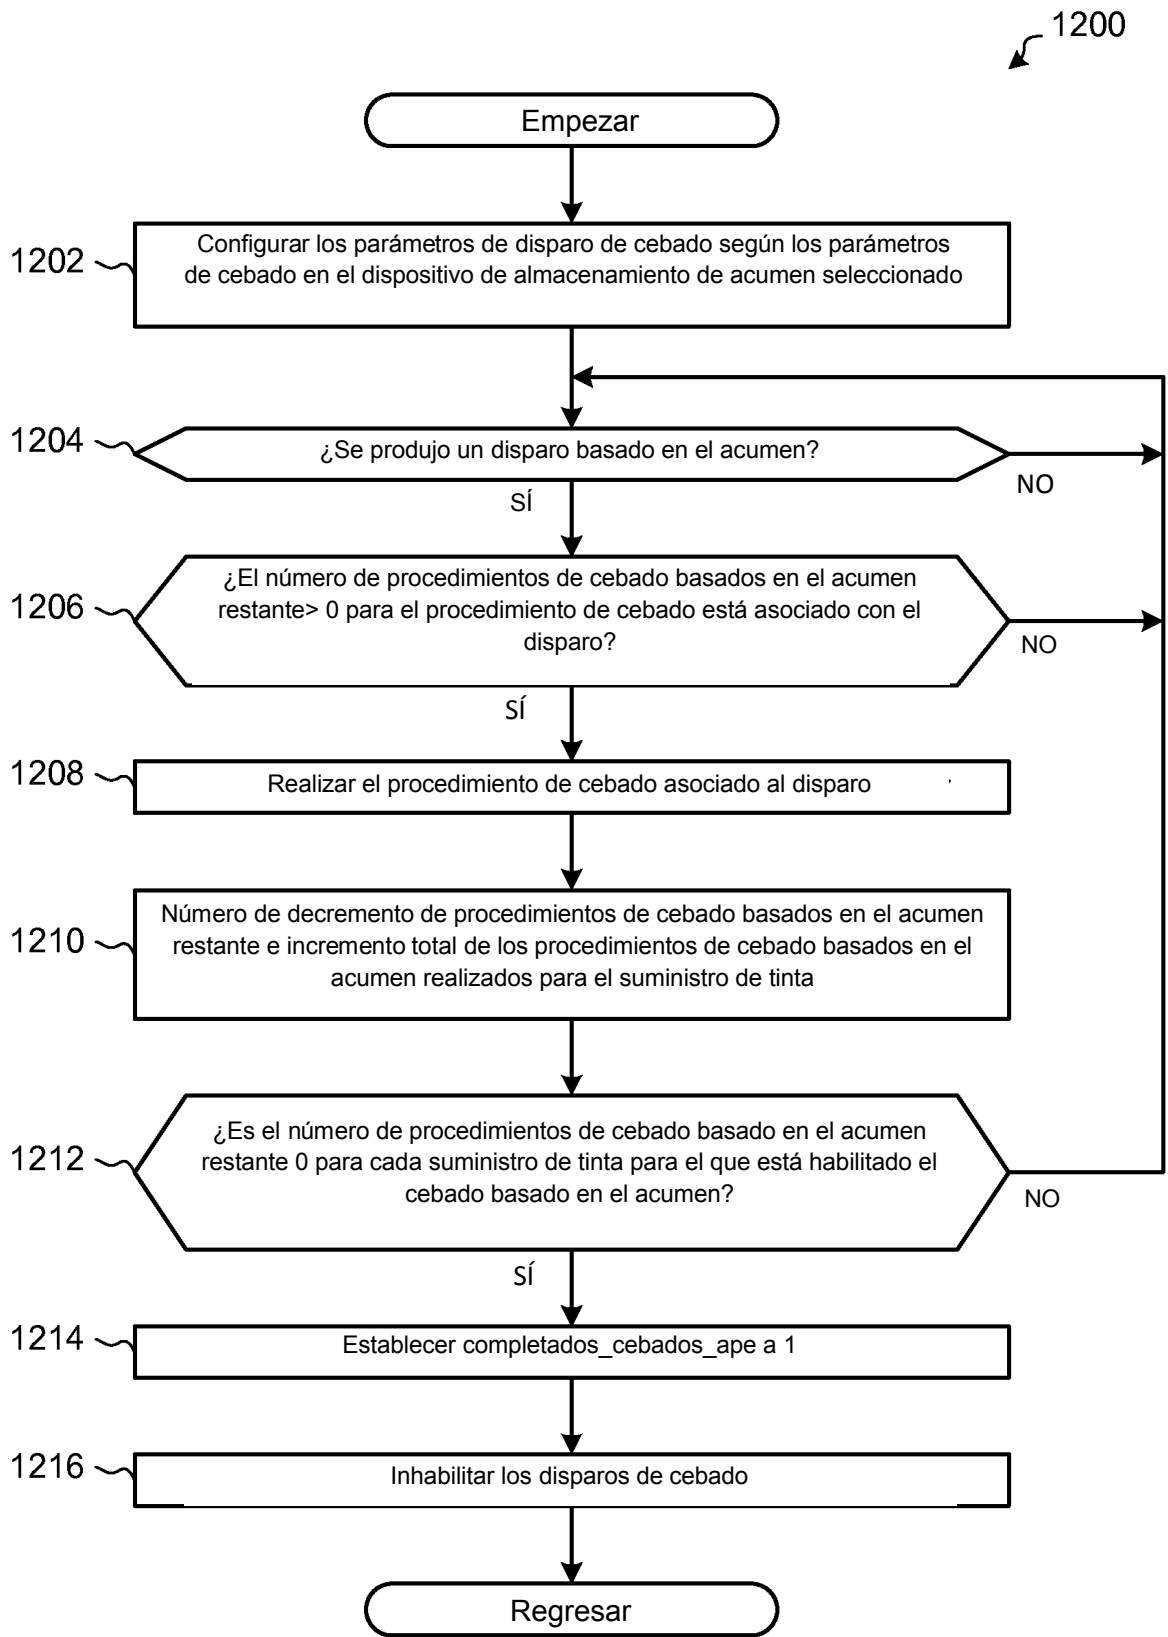 1200
Empezar
1202
Configurar los parámetros de disparo de cebado según los parámetros
de cebado en el dispositivo de almacenamiento de acumen seleccionado
1204
¿Se produjo un disparo basado en el acumen?
NO
SÍ
1206
¿El número de procedimientos de cebado basados en el acumen
restante> 0 para el procedimiento de cebado está asociado con el
disparo?
NO
SÍ
1208
Realizar el procedimiento de cebado asociado al disparo
1210
Número de decremento de procedimientos de cebado basados en el acumen
restante e incremento total de los procedimientos de cebado basados en el
acumen realizados para el suministro de tinta
1212
¿Es el número de procedimientos de cebado basado en el acumen
restante 0 para cada suministro de tinta para el que está habilitado el
cebado basado en el acumen?
NO
SÍ
1214
Establecer completados_cebados_ape a 1
1216
Inhabilitar los disparos de cebado
Regresar